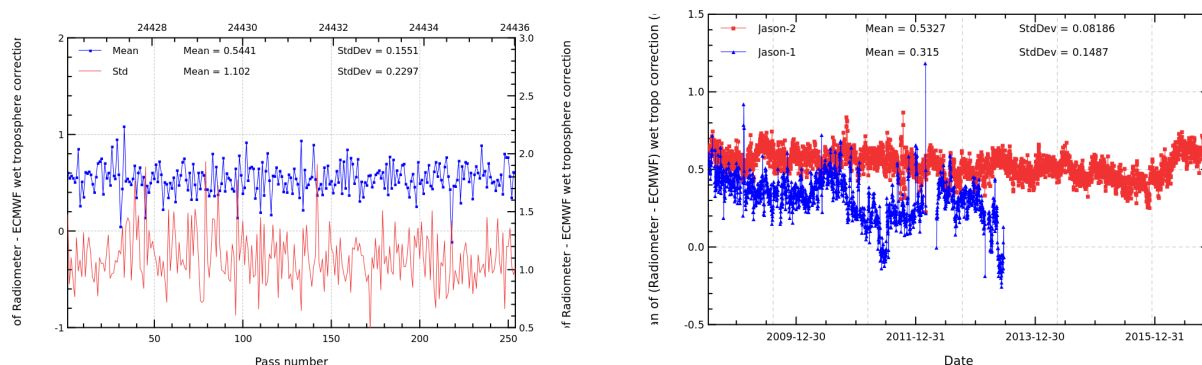 24428 24430 24432 24434 24436
of Radiometer - ECMWF wet troposphere correction
2
1
0
-1
Mean Mean = 0.5441 StdDev = 0.1551
Std Mean = 1.102 StdDev = 0.2297
3.0
2.5
2.0
1.5
1.0
0.5
of Radiometer - ECMWF wet troposphere correction
50 100 150 200 250
Pass number
an of (Radiometer - ECMWF) wet tropo correction (
1.5
1.0
0.5
0.0
-0.5
Jason-2 Mean = 0.5327 StdDev = 0.08186
Jason-1 Mean = 0.315 StdDev = 0.1487
2009-12-30 2011-12-31 2013-12-30 2015-12-31
Date